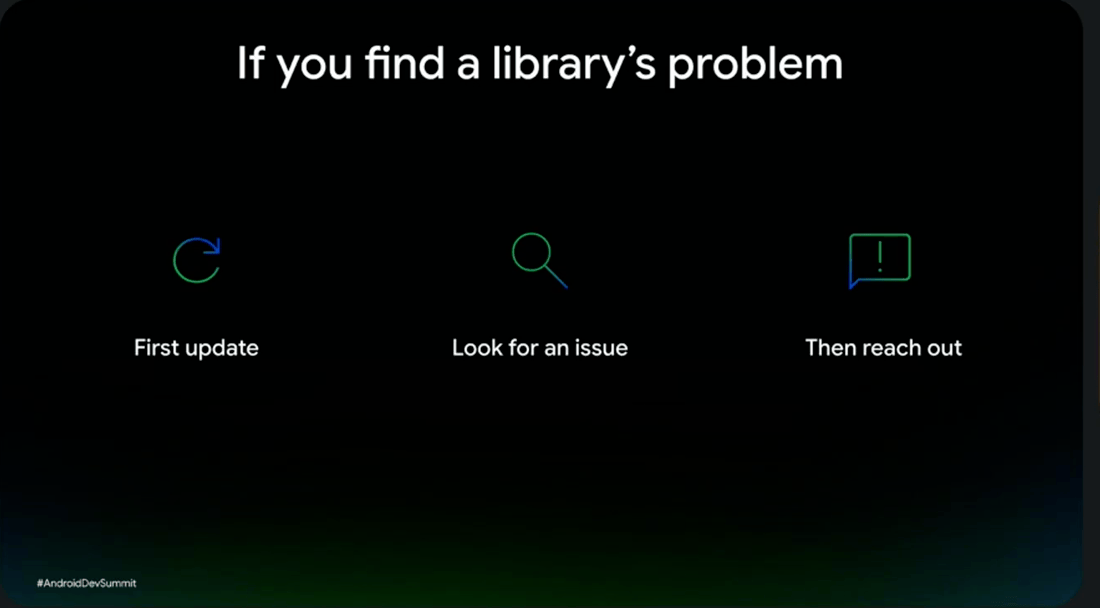 If you find a library’s problem
First update
Look for an issue
Then reach out
#AndroidDevSummit